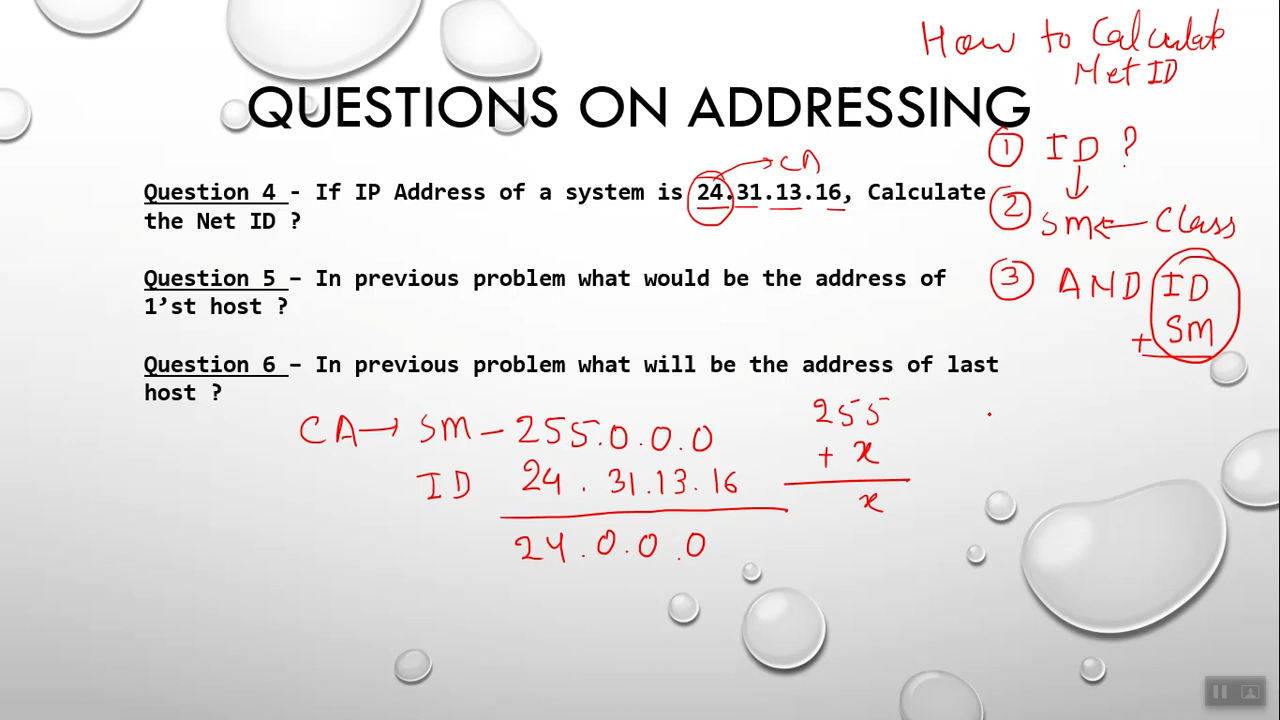 How to Calculate
Net ID
QUESTIONS ON ADDRESSING
① ID ?
CA
Question 4 - If IP Address of a system is 24.31.13.16, Calculate
the Net ID ?
② SM ← Class
Question 5 – In previous problem what would be the address of
1’st host ?
③ AND ID
+ SM
Question 6 – In previous problem what will be the address of last
host ?
CA → SM – 255.0.0.0
ID 24.31.13.16
24.0.0.0
255
+ x
x